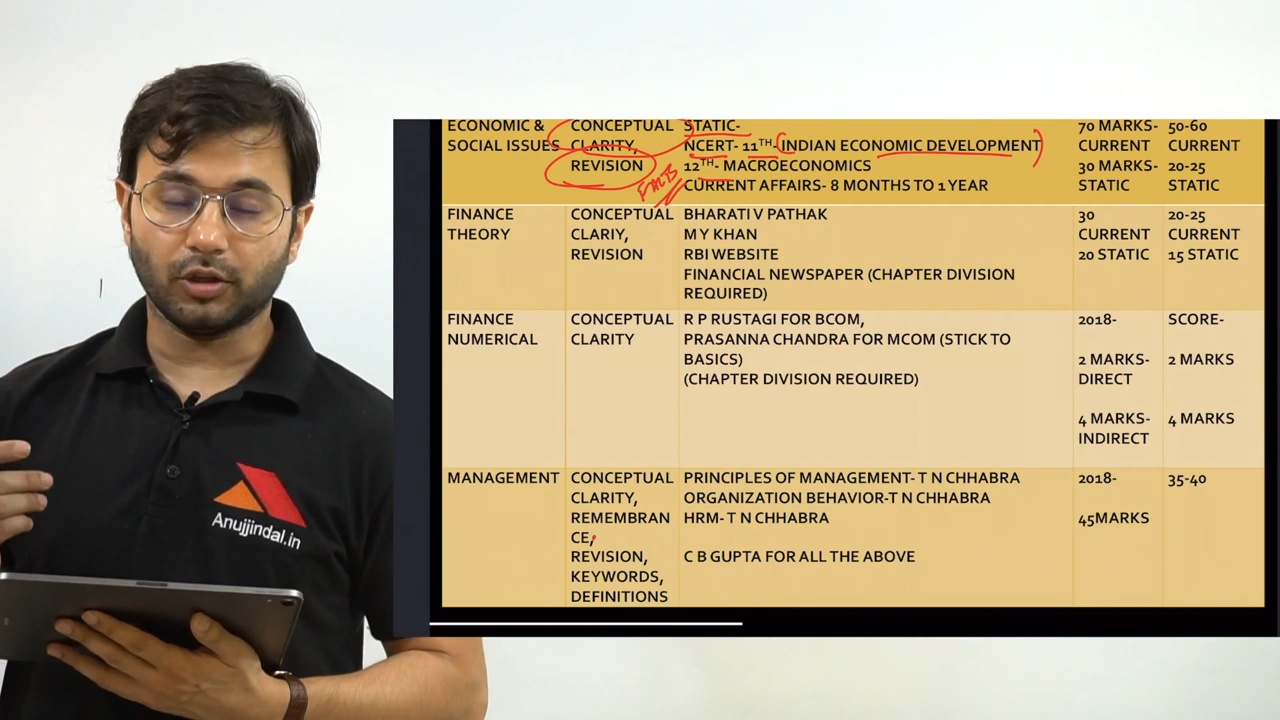 Anujjindal.in
ECONOMIC & SOCIAL ISSUES
CONCEPTUAL CLARITY,
REVISION
FACTS
STATIC-
NCERT- 11TH- INDIAN ECONOMIC DEVELOPMENT
12TH- MACROECONOMICS
CURRENT AFFAIRS- 8 MONTHS TO 1 YEAR
70 MARKS-
CURRENT
30 MARKS-
STATIC
50-60
CURRENT
20-25
STATIC
FINANCE
THEORY
CONCEPTUAL
CLARIY,
REVISION
BHARATI V PATHAK
M Y KHAN
RBI WEBSITE
FINANCIAL NEWSPAPER (CHAPTER DIVISION
REQUIRED)
30
CURRENT
20 STATIC
20-25
CURRENT
15 STATIC
FINANCE
NUMERICAL
CONCEPTUAL
CLARITY
R P RUSTAGI FOR BCOM,
PRASANNA CHANDRA FOR MCOM (STICK TO
BASICS)
(CHAPTER DIVISION REQUIRED)
2018-
2 MARKS-
DIRECT
4 MARKS-
INDIRECT
SCORE-
2 MARKS
4 MARKS
MANAGEMENT
CONCEPTUAL
CLARITY,
REMEMBRAN
CE,
REVISION,
KEYWORDS,
DEFINITIONS
PRINCIPLES OF MANAGEMENT- T N CHHABRA
ORGANIZATION BEHAVIOR-T N CHHABRA
HRM- T N CHHABRA
C B GUPTA FOR ALL THE ABOVE
2018-
45MARKS
35-40